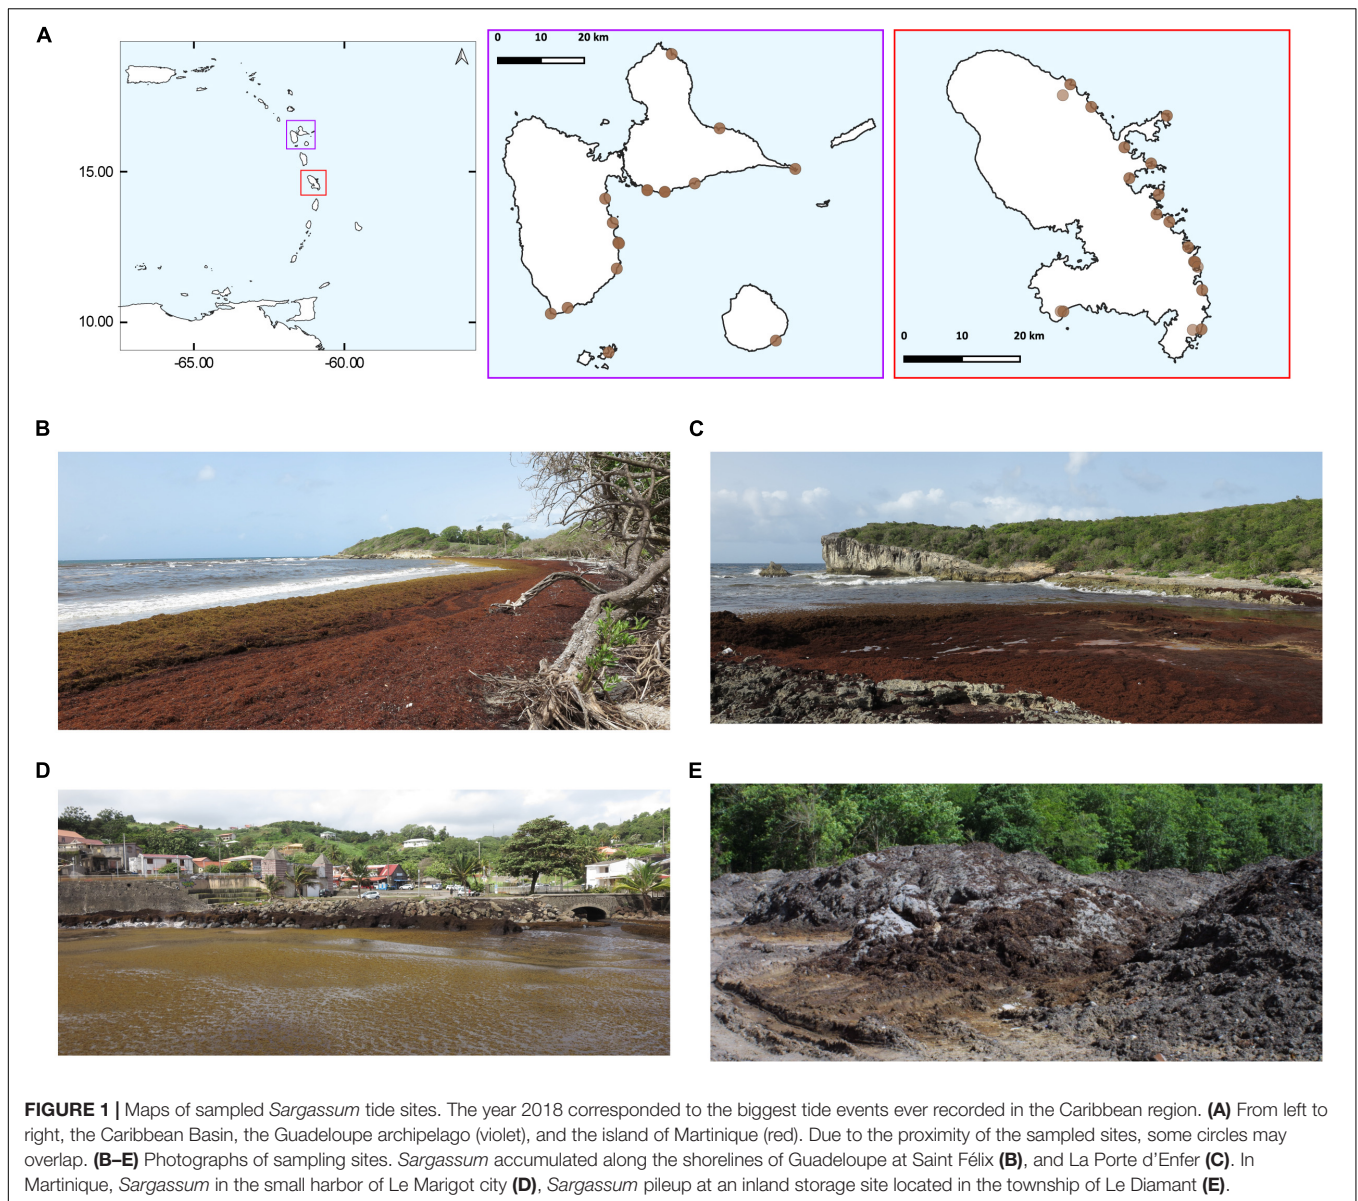 A
0 10 20 km
15.00
10.00
-65.00 -60.00
0 10 20 km
B
C
D
E
FIGURE 1 | Maps of sampled Sargassum tide sites. The year 2018 corresponded to the biggest tide events ever recorded in the Caribbean region. (A) From left to
right, the Caribbean Basin, the Guadeloupe archipelago (violet), and the island of Martinique (red). Due to the proximity of the sampled sites, some circles may
overlap. (B–E) Photographs of sampling sites. Sargassum accumulated along the shorelines of Guadeloupe at Saint Félix (B), and La Porte d'Enfer (C). In
Martinique, Sargassum in the small harbor of Le Marigot city (D), Sargassum pileup at an inland storage site located in the township of Le Diamant (E).